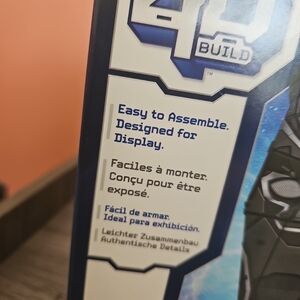 4D
BUILD
Easy to Assemble.
Designed for
Display.
Faciles à monter.
Conçu pour être
exposé.
Fácil de armar.
Ideal para exhibición.
Leichter Zusammenbau
Authentische Details